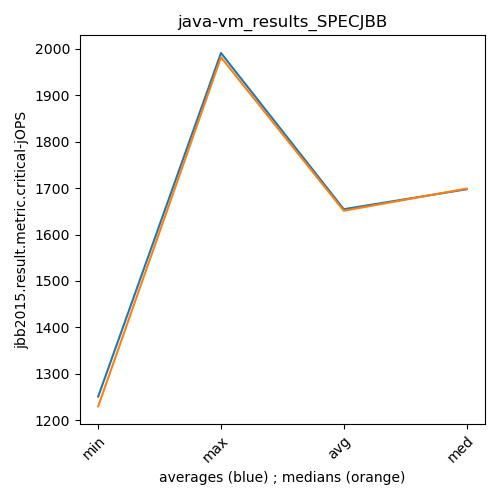 java-vm_results_SPECJBB
jbb2015.result.metric.critical-jOPS
2000
1900
1800
1700
1600
1500
1400
1300
1200
min
max
avg
med
averages (blue) ; medians (orange)